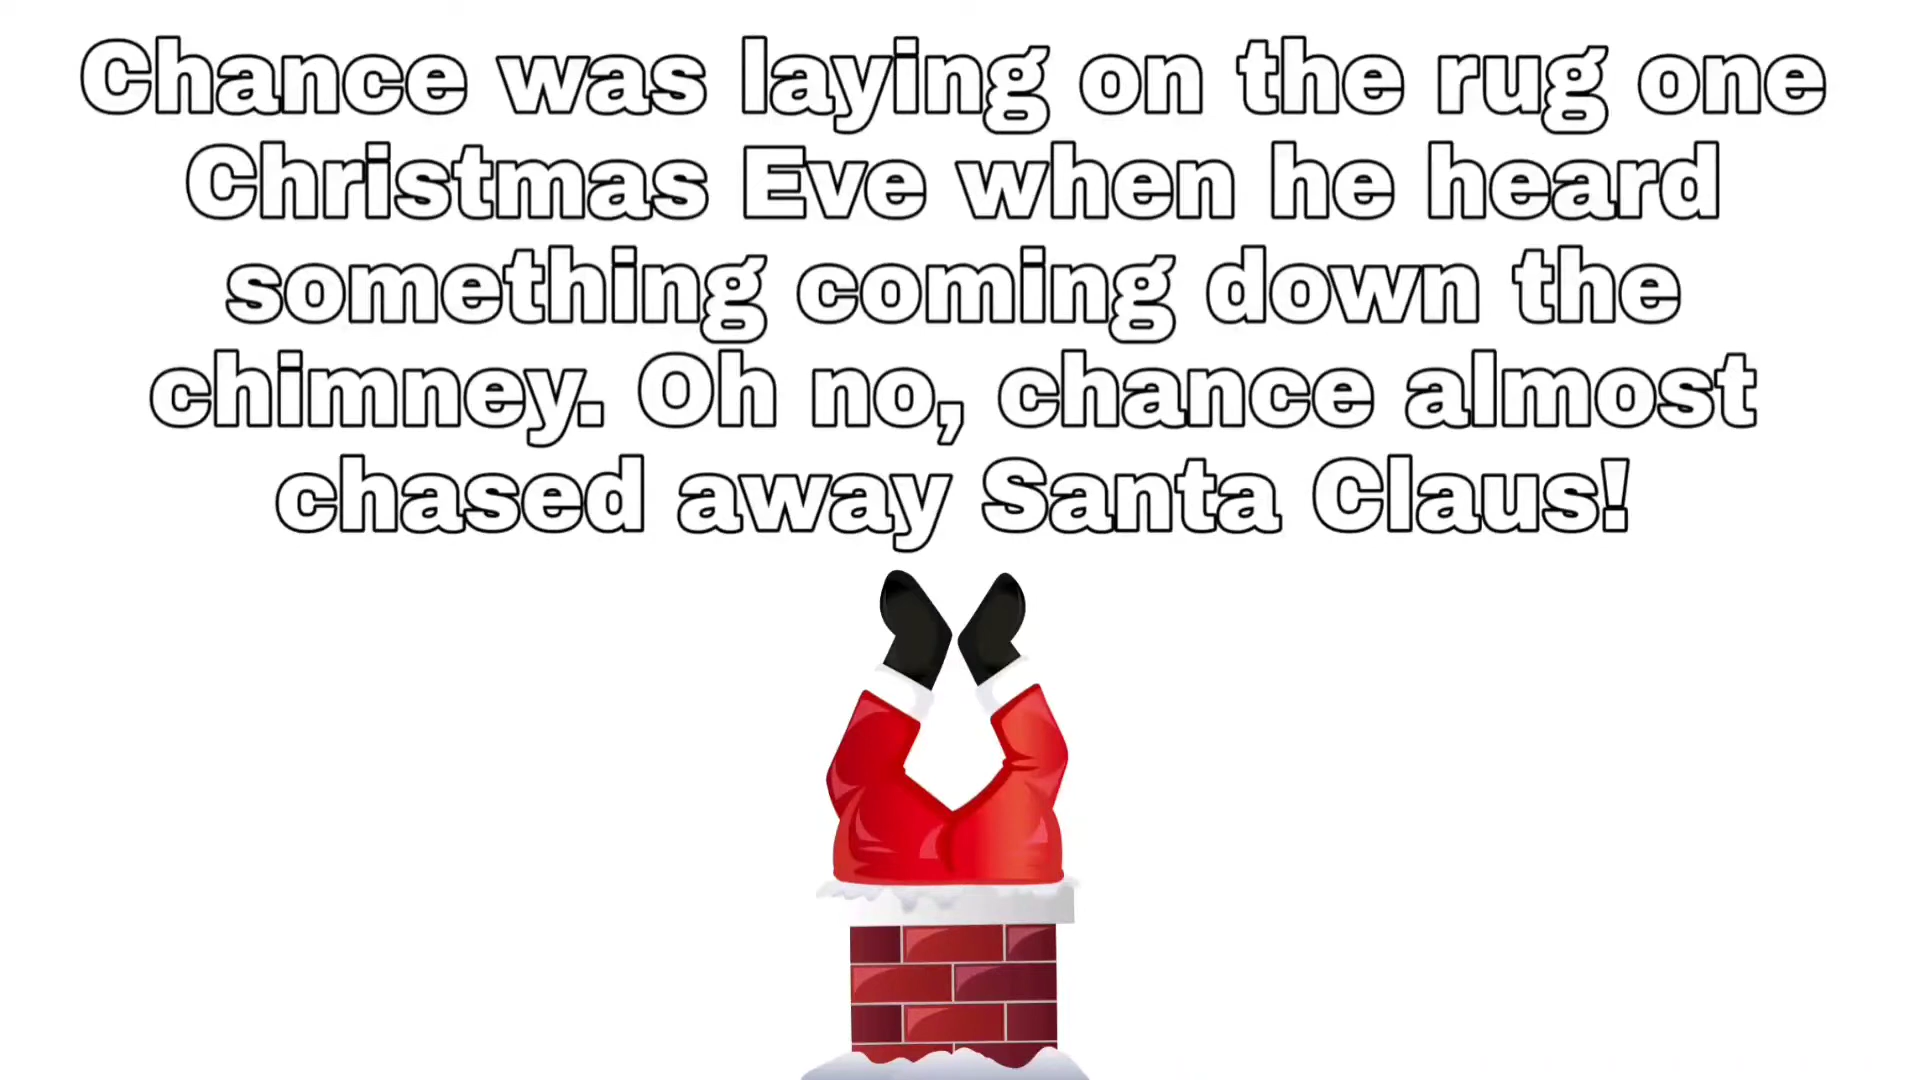 Chance was laying on the rug one
Christmas Eve when he heard
something coming down the
chimney. Oh no, chance almost
chased away Santa Claus!